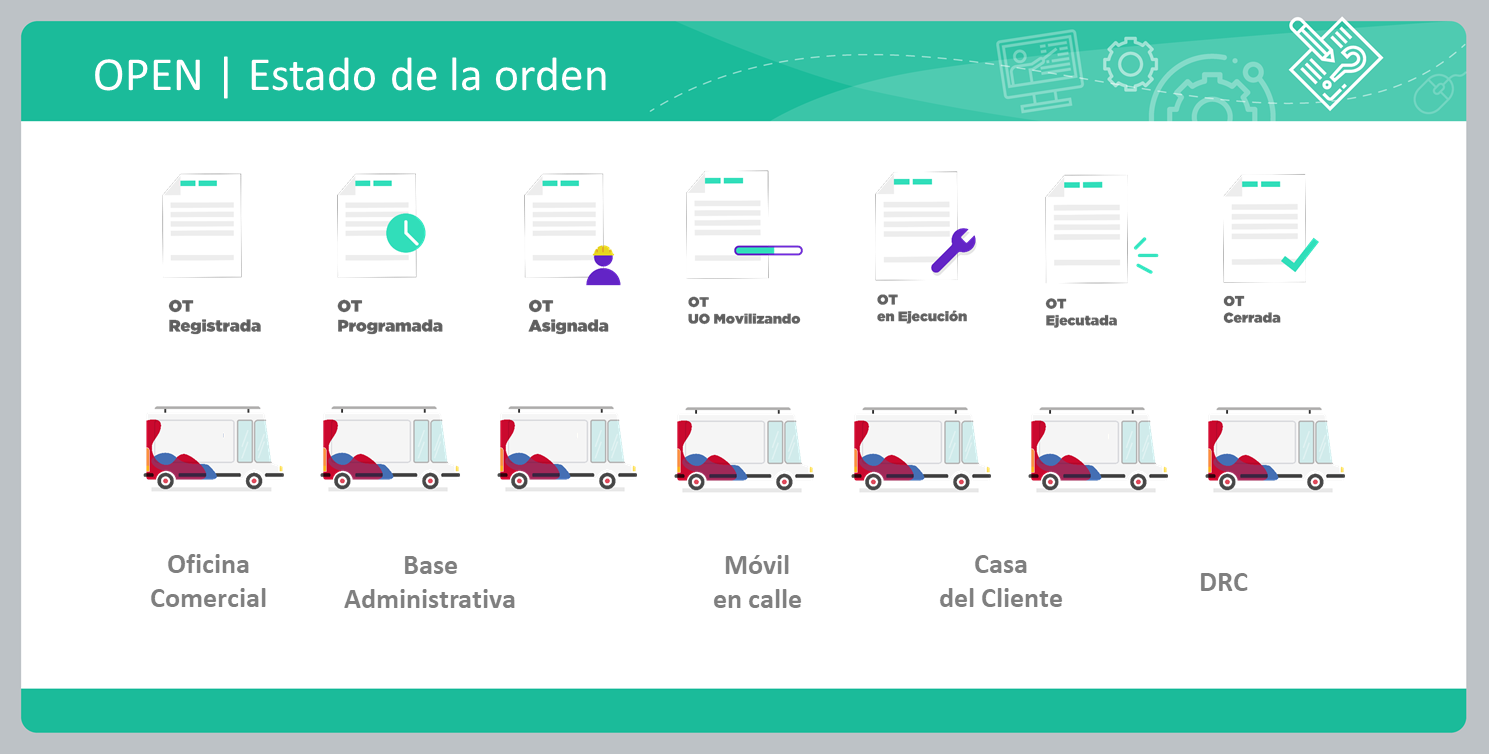 OPEN | Estado de la orden
OT
Registrada
OT
Programada
OT
Asignada
OT
UO Movilizando
OT
en Ejecución
OT
Ejecutada
OT
Cerrada
Oficina
Comercial
Base
Administrativa
Móvil
en calle
Casa
del Cliente
DRC